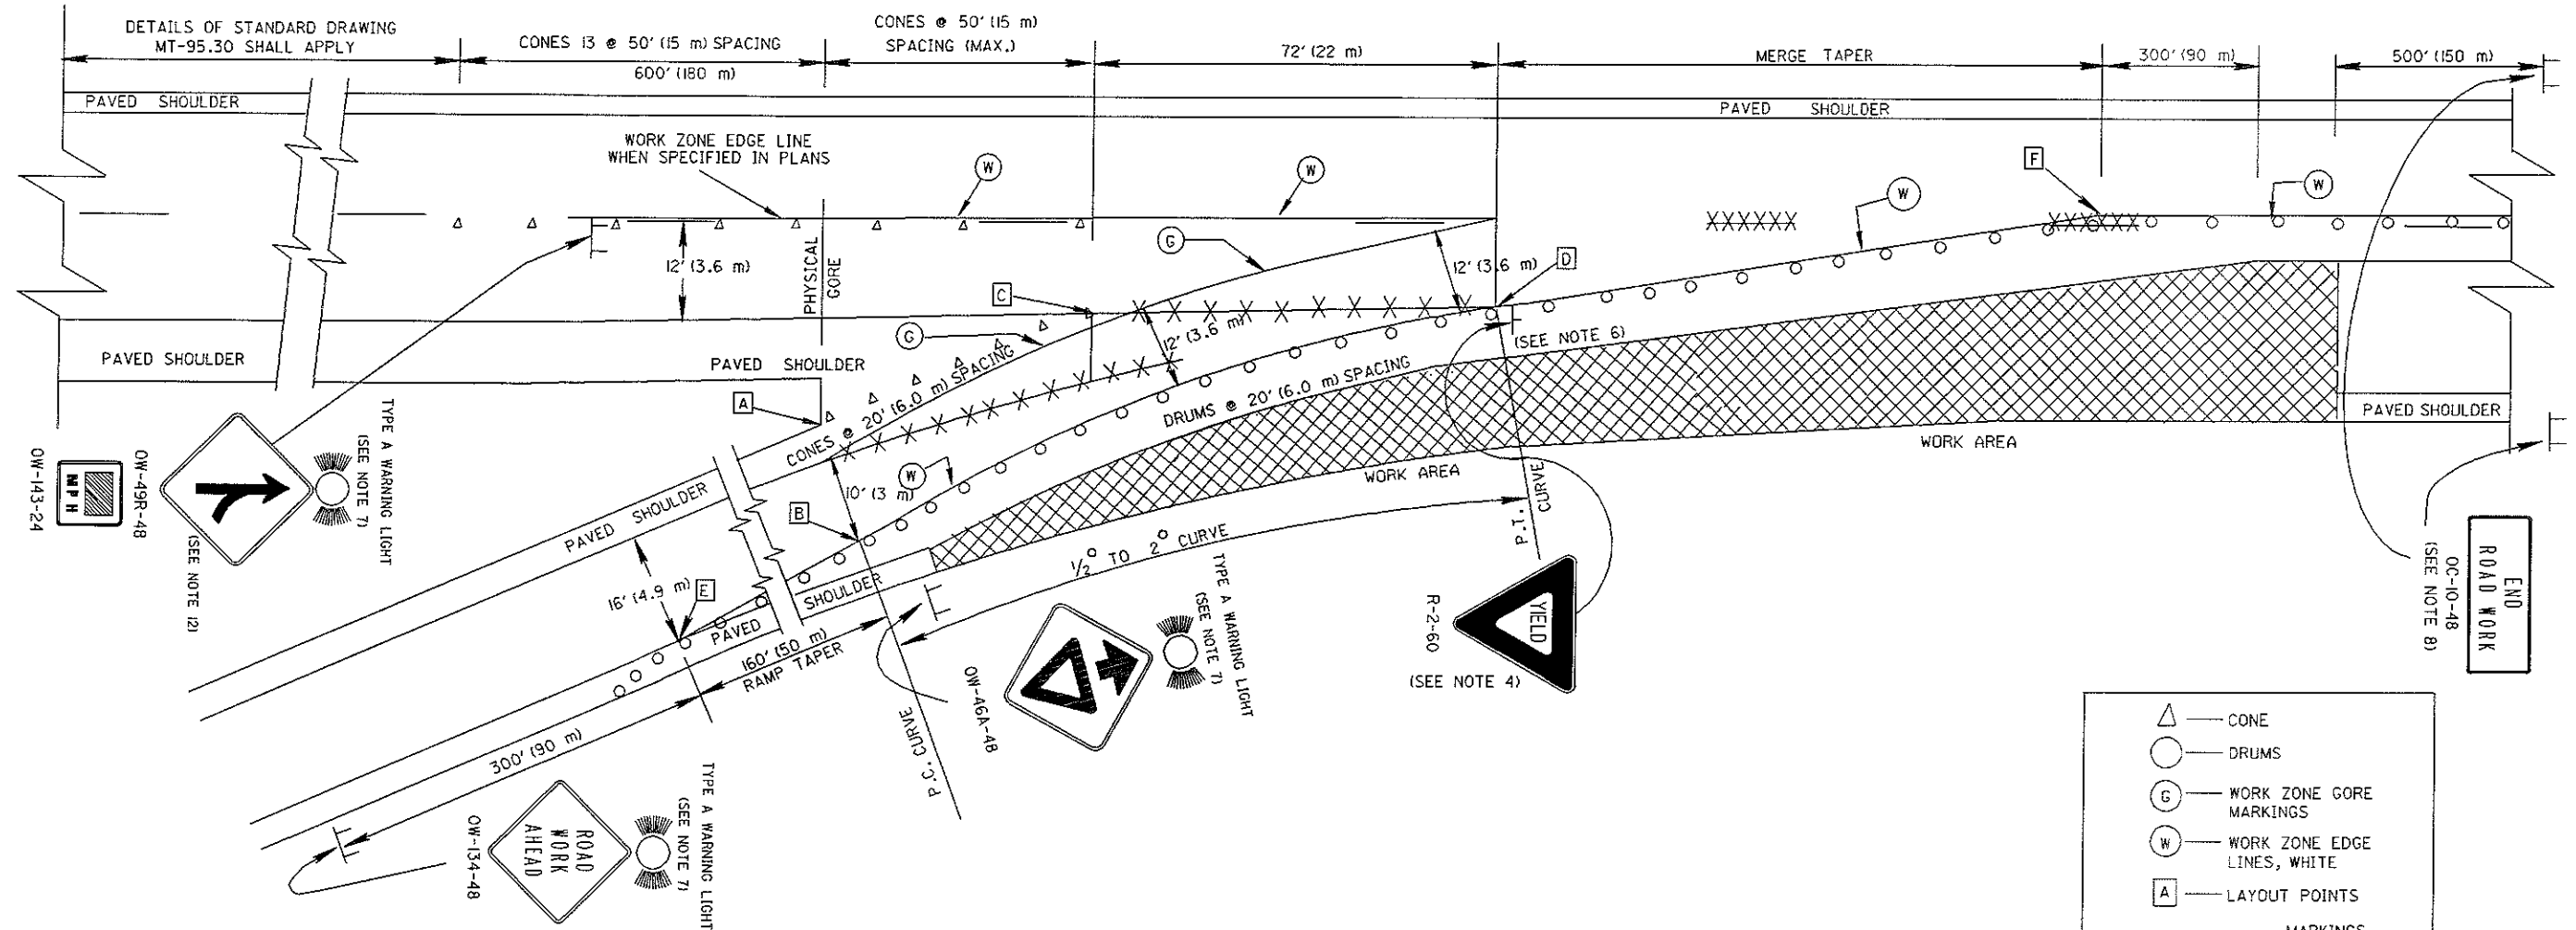 DETAILS OF STANDARD DRAWING
MT-95.30 SHALL APPLY
CONES 13 @ 50' (15 m) SPACING
600' (180 m)
CONES @ 50' (15 m)
SPACING (MAX.)
72' (22 m)
MERGE TAPER
300' (90 m)
500' (150 m)
PAVED SHOULDER
PAVED SHOULDER
WORK ZONE EDGE LINE
WHEN SPECIFIED IN PLANS
W
W
W
W
F
G
12' (3.6 m)
PHYSICAL
GORE
12' (3.6 m)
D
C
G
12' (3.6 m)
(SEE NOTE 6)
PAVED SHOULDER
PAVED SHOULDER
A
CONES @ 20' (6.0 m) SPACING
DRUMS @ 20' (6.0 m) SPACING
PAVED SHOULDER
WORK AREA
WORK AREA
W
10' (3 m)
B
PAVED SHOULDER
16' (4.9 m)
E
PAVED SHOULDER
160' (50 m)
RAMP TAPER
300' (90 m)
P.C. CURVE
1/2° TO 2° CURVE
P.T. CURVE
OW-143-24
MPH
OW-49R-48
(SEE NOTE 12)
TYPE A WARNING LIGHT
(SEE NOTE 7)
OW-46A-48
TYPE A WARNING LIGHT
(SEE NOTE 7)
OW-134-48
ROAD
WORK
AHEAD
TYPE A WARNING LIGHT
(SEE NOTE 7)
R-2-60
YIELD
(SEE NOTE 4)
END
ROAD WORK
OC-10-48
(SEE NOTE 8)
CONE
DRUMS
G WORK ZONE GORE
MARKINGS
W WORK ZONE EDGE
LINES, WHITE
A LAYOUT POINTS
MARKINGS